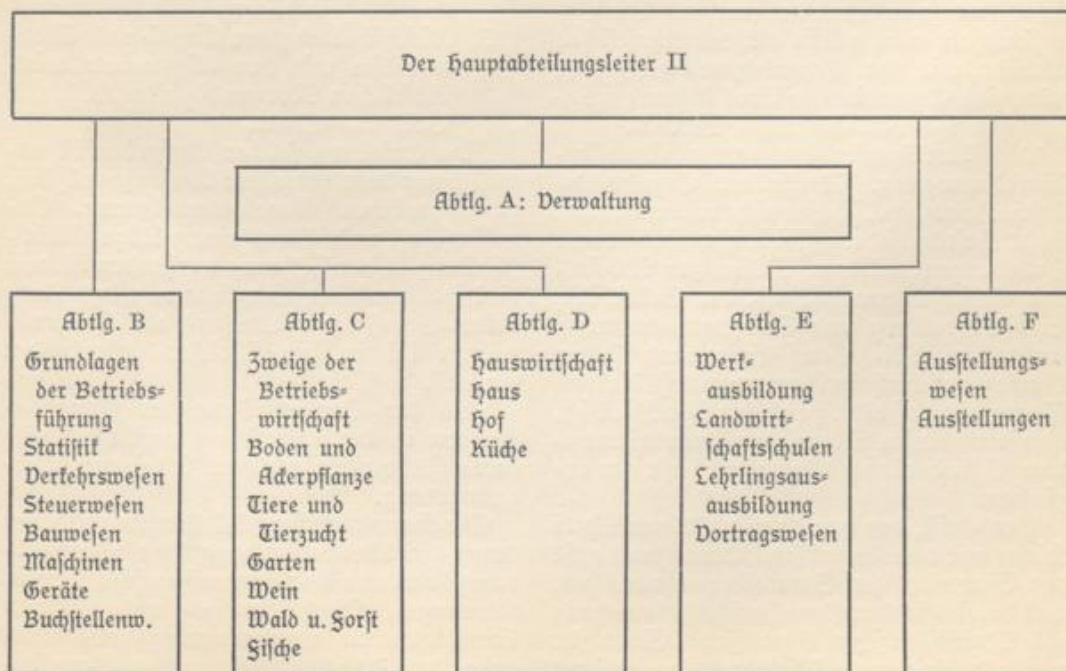 Der Hauptabteilungsleiter II
Abtlg. A: Verwaltung
Abtlg. B
Grundlagen
der Betriebs-
führung
Statistik
Verkehrswesen
Steuerwesen
Bauwesen
Maschinen
Geräte
Buchstellenw.
Abtlg. C
Zweige der
Betriebs-
wirtschaft
Boden und
Ackerpflanze
Tiere und
Tierzucht
Garten
Wein
Wald u. Forst
Fische
Abtlg. D
Hauswirtschaft
Haus
Hof
Küche
Abtlg. E
Werk-
ausbildung
Landwirt-
schaftsschulen
Lehrlingsaus-
ausbildung
Vortragswesen
Abtlg. F
Ausstellungs-
wesen
Ausstellungen